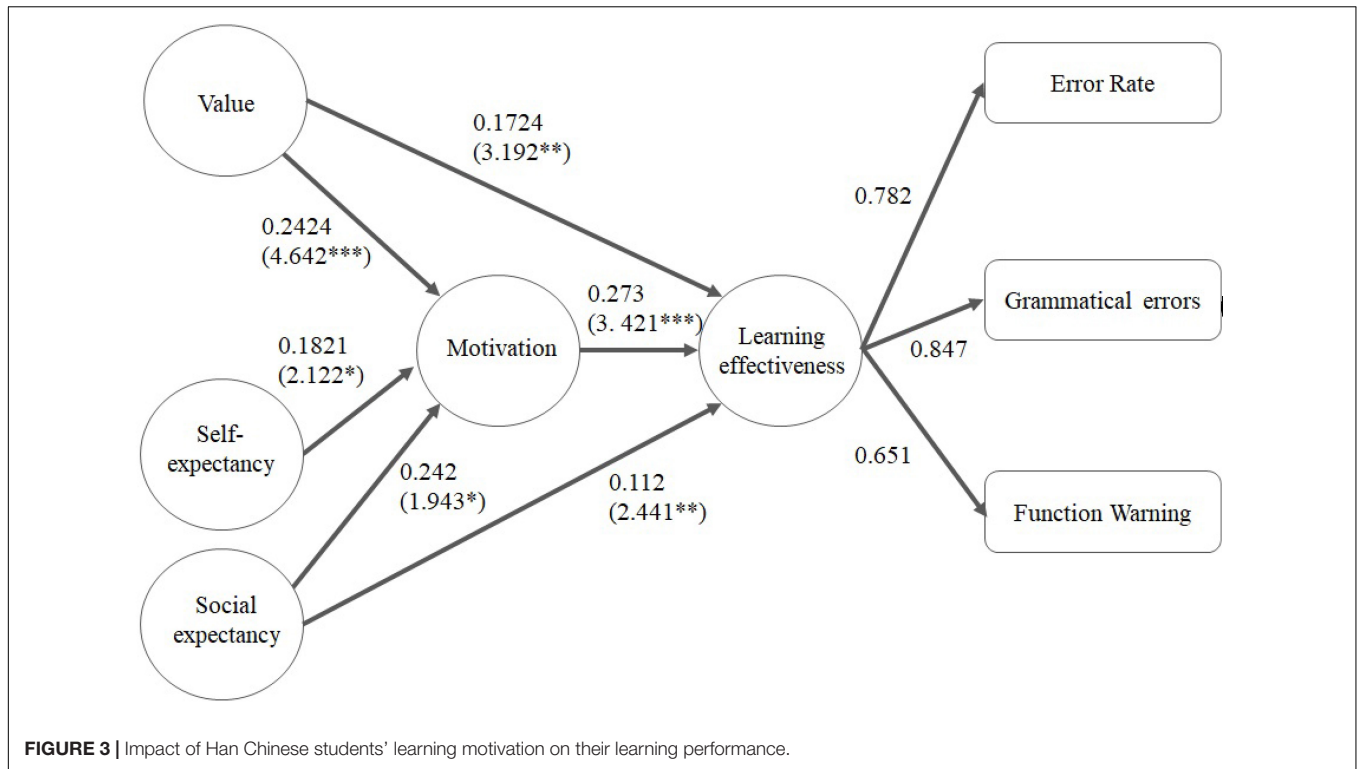 Value
0.1724
(3.192**)
0.2424
(4.642***)
Error Rate
0.782
Motivation
0.273
(3. 421***)
Learning
effectiveness
Grammatical errors
0.847
0.1821
(2.122*)
Self-
expectancy
0.242
(1.943*)
0.112
(2.441**)
0.651
Function Warning
Social
expectancy
FIGURE 3 | Impact of Han Chinese students' learning motivation on their learning performance.